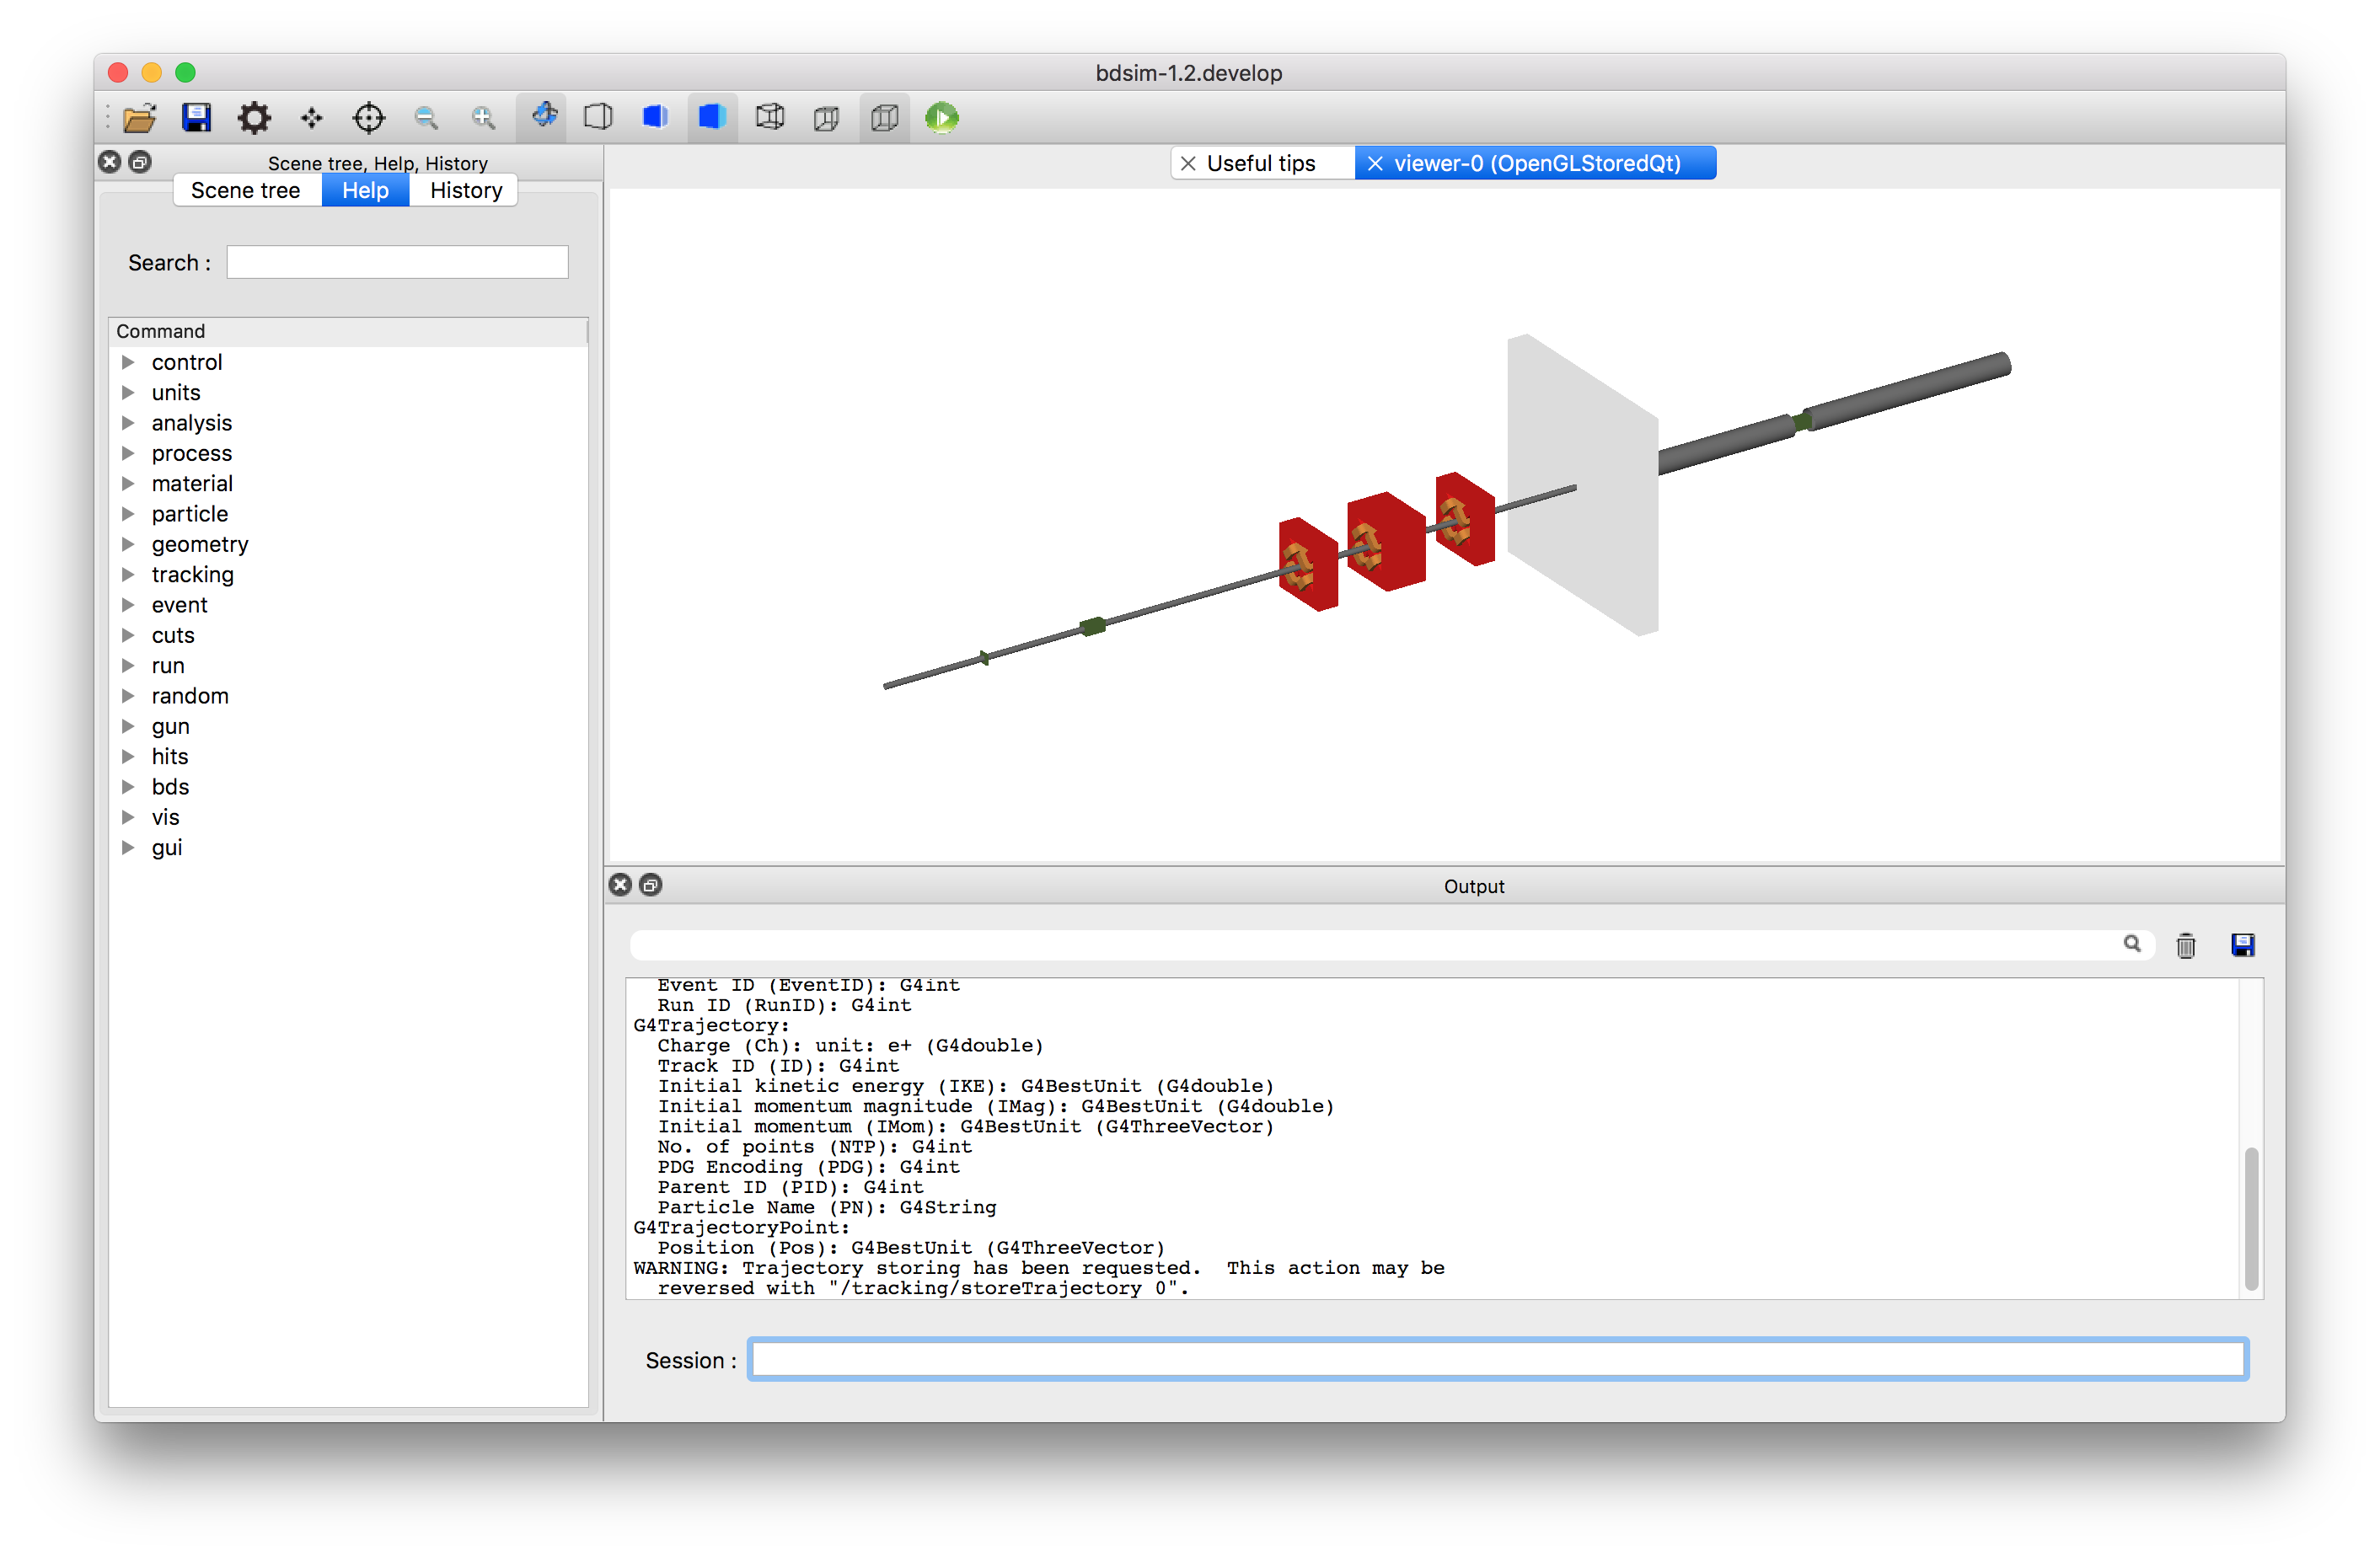 bdsim-1.2.develop
Scene tree, Help, History
Scene tree Help History
Search :
Command
control
units
analysis
process
material
particle
geometry
tracking
event
cuts
run
random
gun
hits
bds
vis
gui
Useful tips viewer-0 (OpenGLStoredQt)
Output
Event ID (EventID): G4int
Run ID (RunID): G4int
G4Trajectory:
Charge (Ch): unit: e+ (G4double)
Track ID (ID): G4int
Initial kinetic energy (IKE): G4BestUnit (G4double)
Initial momentum magnitude (IMag): G4BestUnit (G4double)
Initial momentum (IMom): G4BestUnit (G4ThreeVector)
No. of points (NTP): G4int
PDG Encoding (PDG): G4int
Parent ID (PID): G4int
Particle Name (PN): G4String
G4TrajectoryPoint:
Position (Pos): G4BestUnit (G4ThreeVector)
WARNING: Trajectory storing has been requested.  This action may be
reversed with "/tracking/storeTrajectory 0".
Session :